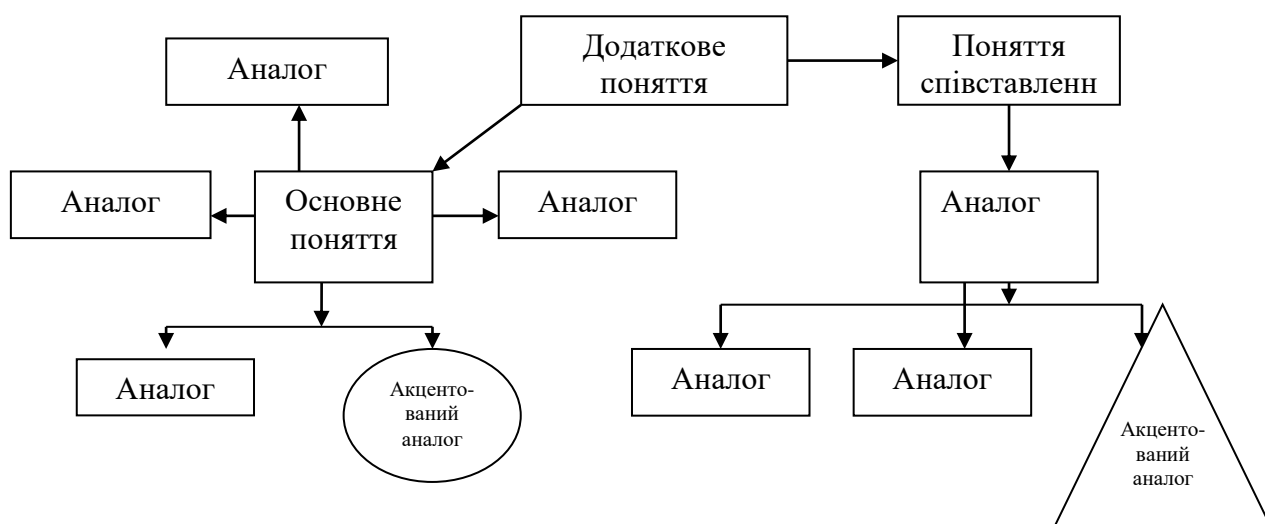 Аналог
Додаткове
поняття
Поняття
співставленн
Аналог
Основне
поняття
Аналог
Аналог
Аналог
Акценто-
ваний
аналог
Аналог
Аналог
Акценто-
ваний
аналог